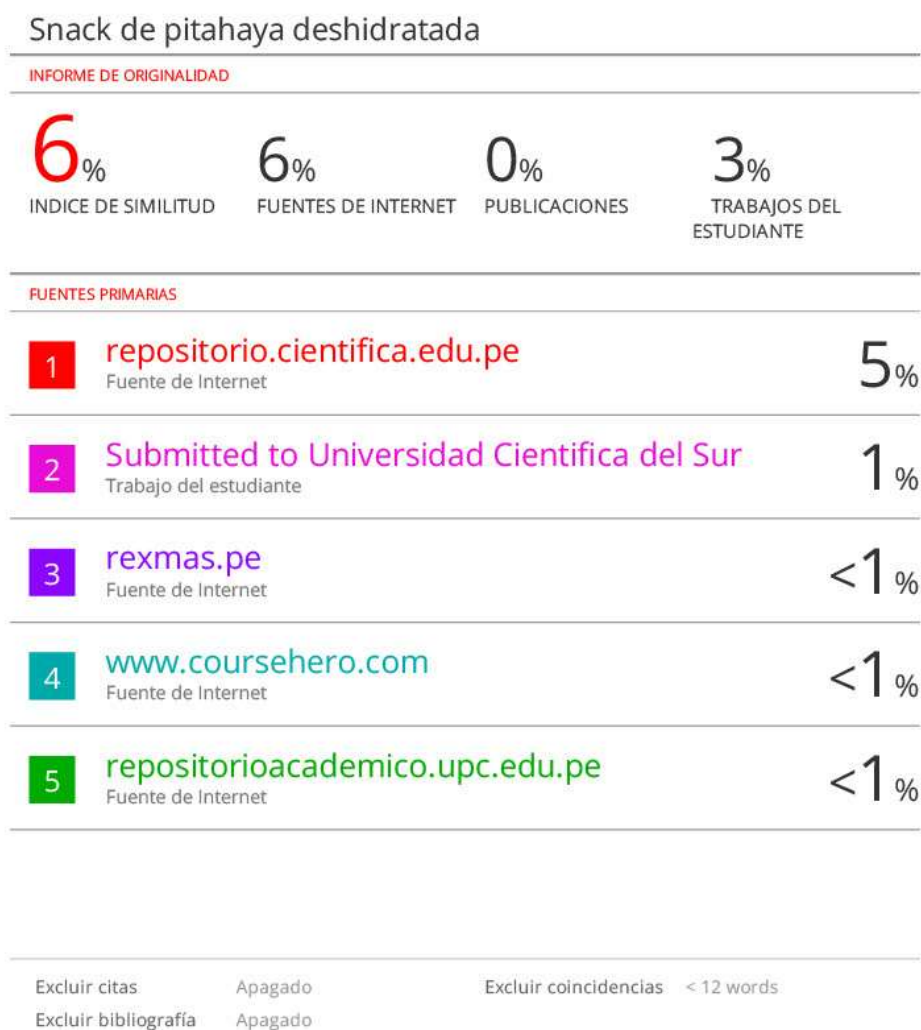 Snack de pitahaya deshidratada
INFORME DE ORIGINALIDAD
6%
INDICE DE SIMILITUD
6%
FUENTES DE INTERNET
0%
PUBLICACIONES
3%
TRABAJOS DEL
ESTUDIANTE
FUENTES PRIMARIAS
1
repositorio.cientifica.edu.pe
Fuente de Internet
5%
2
Submitted to Universidad Cientifica del Sur
Trabajo del estudiante
1%
3
rexmas.pe
Fuente de Internet
<1%
4
www.coursehero.com
Fuente de Internet
<1%
5
repositorioacademico.upc.edu.pe
Fuente de Internet
<1%
Excluir citas Apagado
Excluir bibliografía Apagado
Excluir coincidencias < 12 words